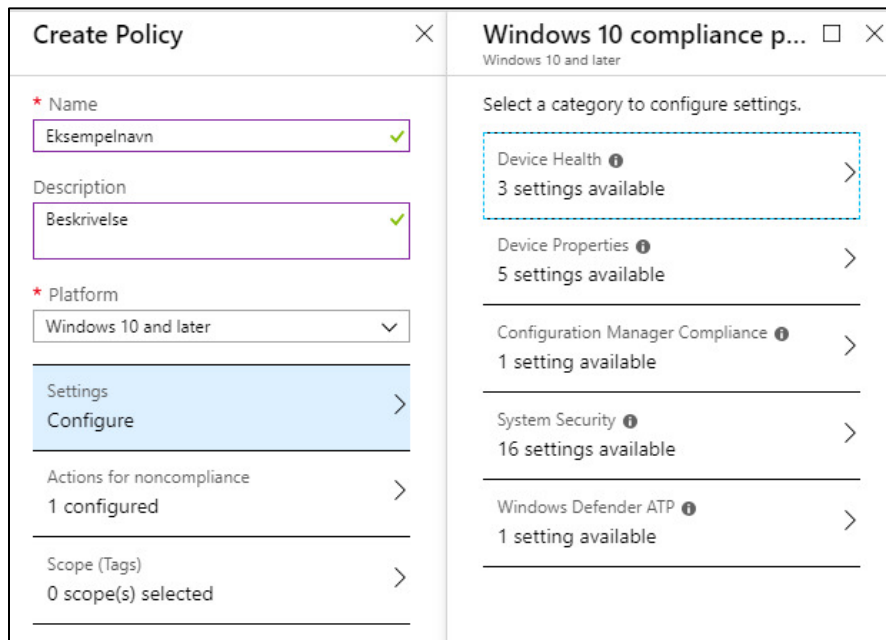 Create Policy
* Name
Eksempelnavn
Description
Beskrivelse
* Platform
Windows 10 and later
Settings
Configure
Actions for noncompliance
1 configured
Scope (Tags)
0 scope(s) selected
Windows 10 compliance p...
Windows 10 and later
Select a category to configure settings.
Device Health
3 settings available
Device Properties
5 settings available
Configuration Manager Compliance
1 setting available
System Security
16 settings available
Windows Defender ATP
1 setting available